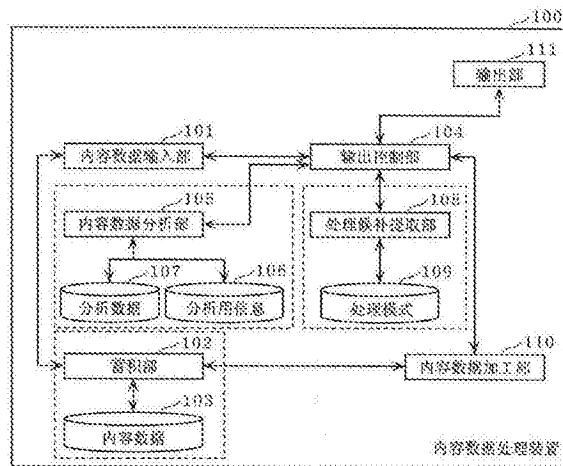 100
111
输出部
101
内容数据输入部
104
输出控制部
105
内容数据分析部
108
处理候补提取部
107
分析数据
106
分析用信息
109
处理模式
102
蓄积部
110
内容数据加工部
103
内容数据
内容数据处理装置